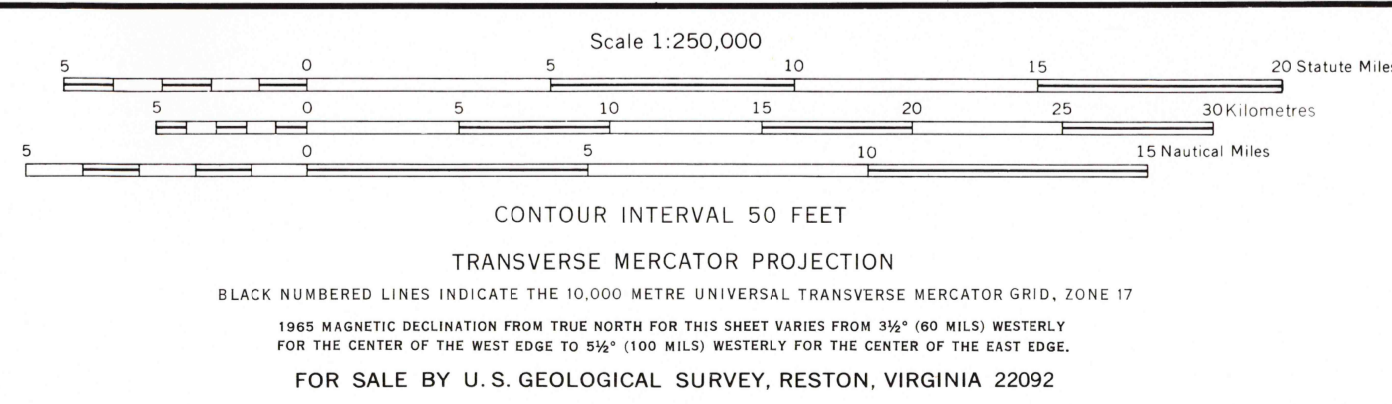 Scale 1:250,000
5 0 5 10 15 20 Statute Miles
5 0 5 10 15 20 25 30 Kilometres
5 0 5 10 15 Nautical Miles
CONTOUR INTERVAL 50 FEET
TRANSVERSE MERCATOR PROJECTION
BLACK NUMBERED LINES INDICATE THE 10,000 METRE UNIVERSAL TRANSVERSE MERCATOR GRID, ZONE 17
1965 MAGNETIC DECLINATION FROM TRUE NORTH FOR THIS SHEET VARIES FROM 3½° (60 MILS) WESTERLY
FOR THE CENTER OF THE WEST EDGE TO 5½° (100 MILS) WESTERLY FOR THE CENTER OF THE EAST EDGE.
FOR SALE BY U.S. GEOLOGICAL SURVEY, RESTON, VIRGINIA 22092